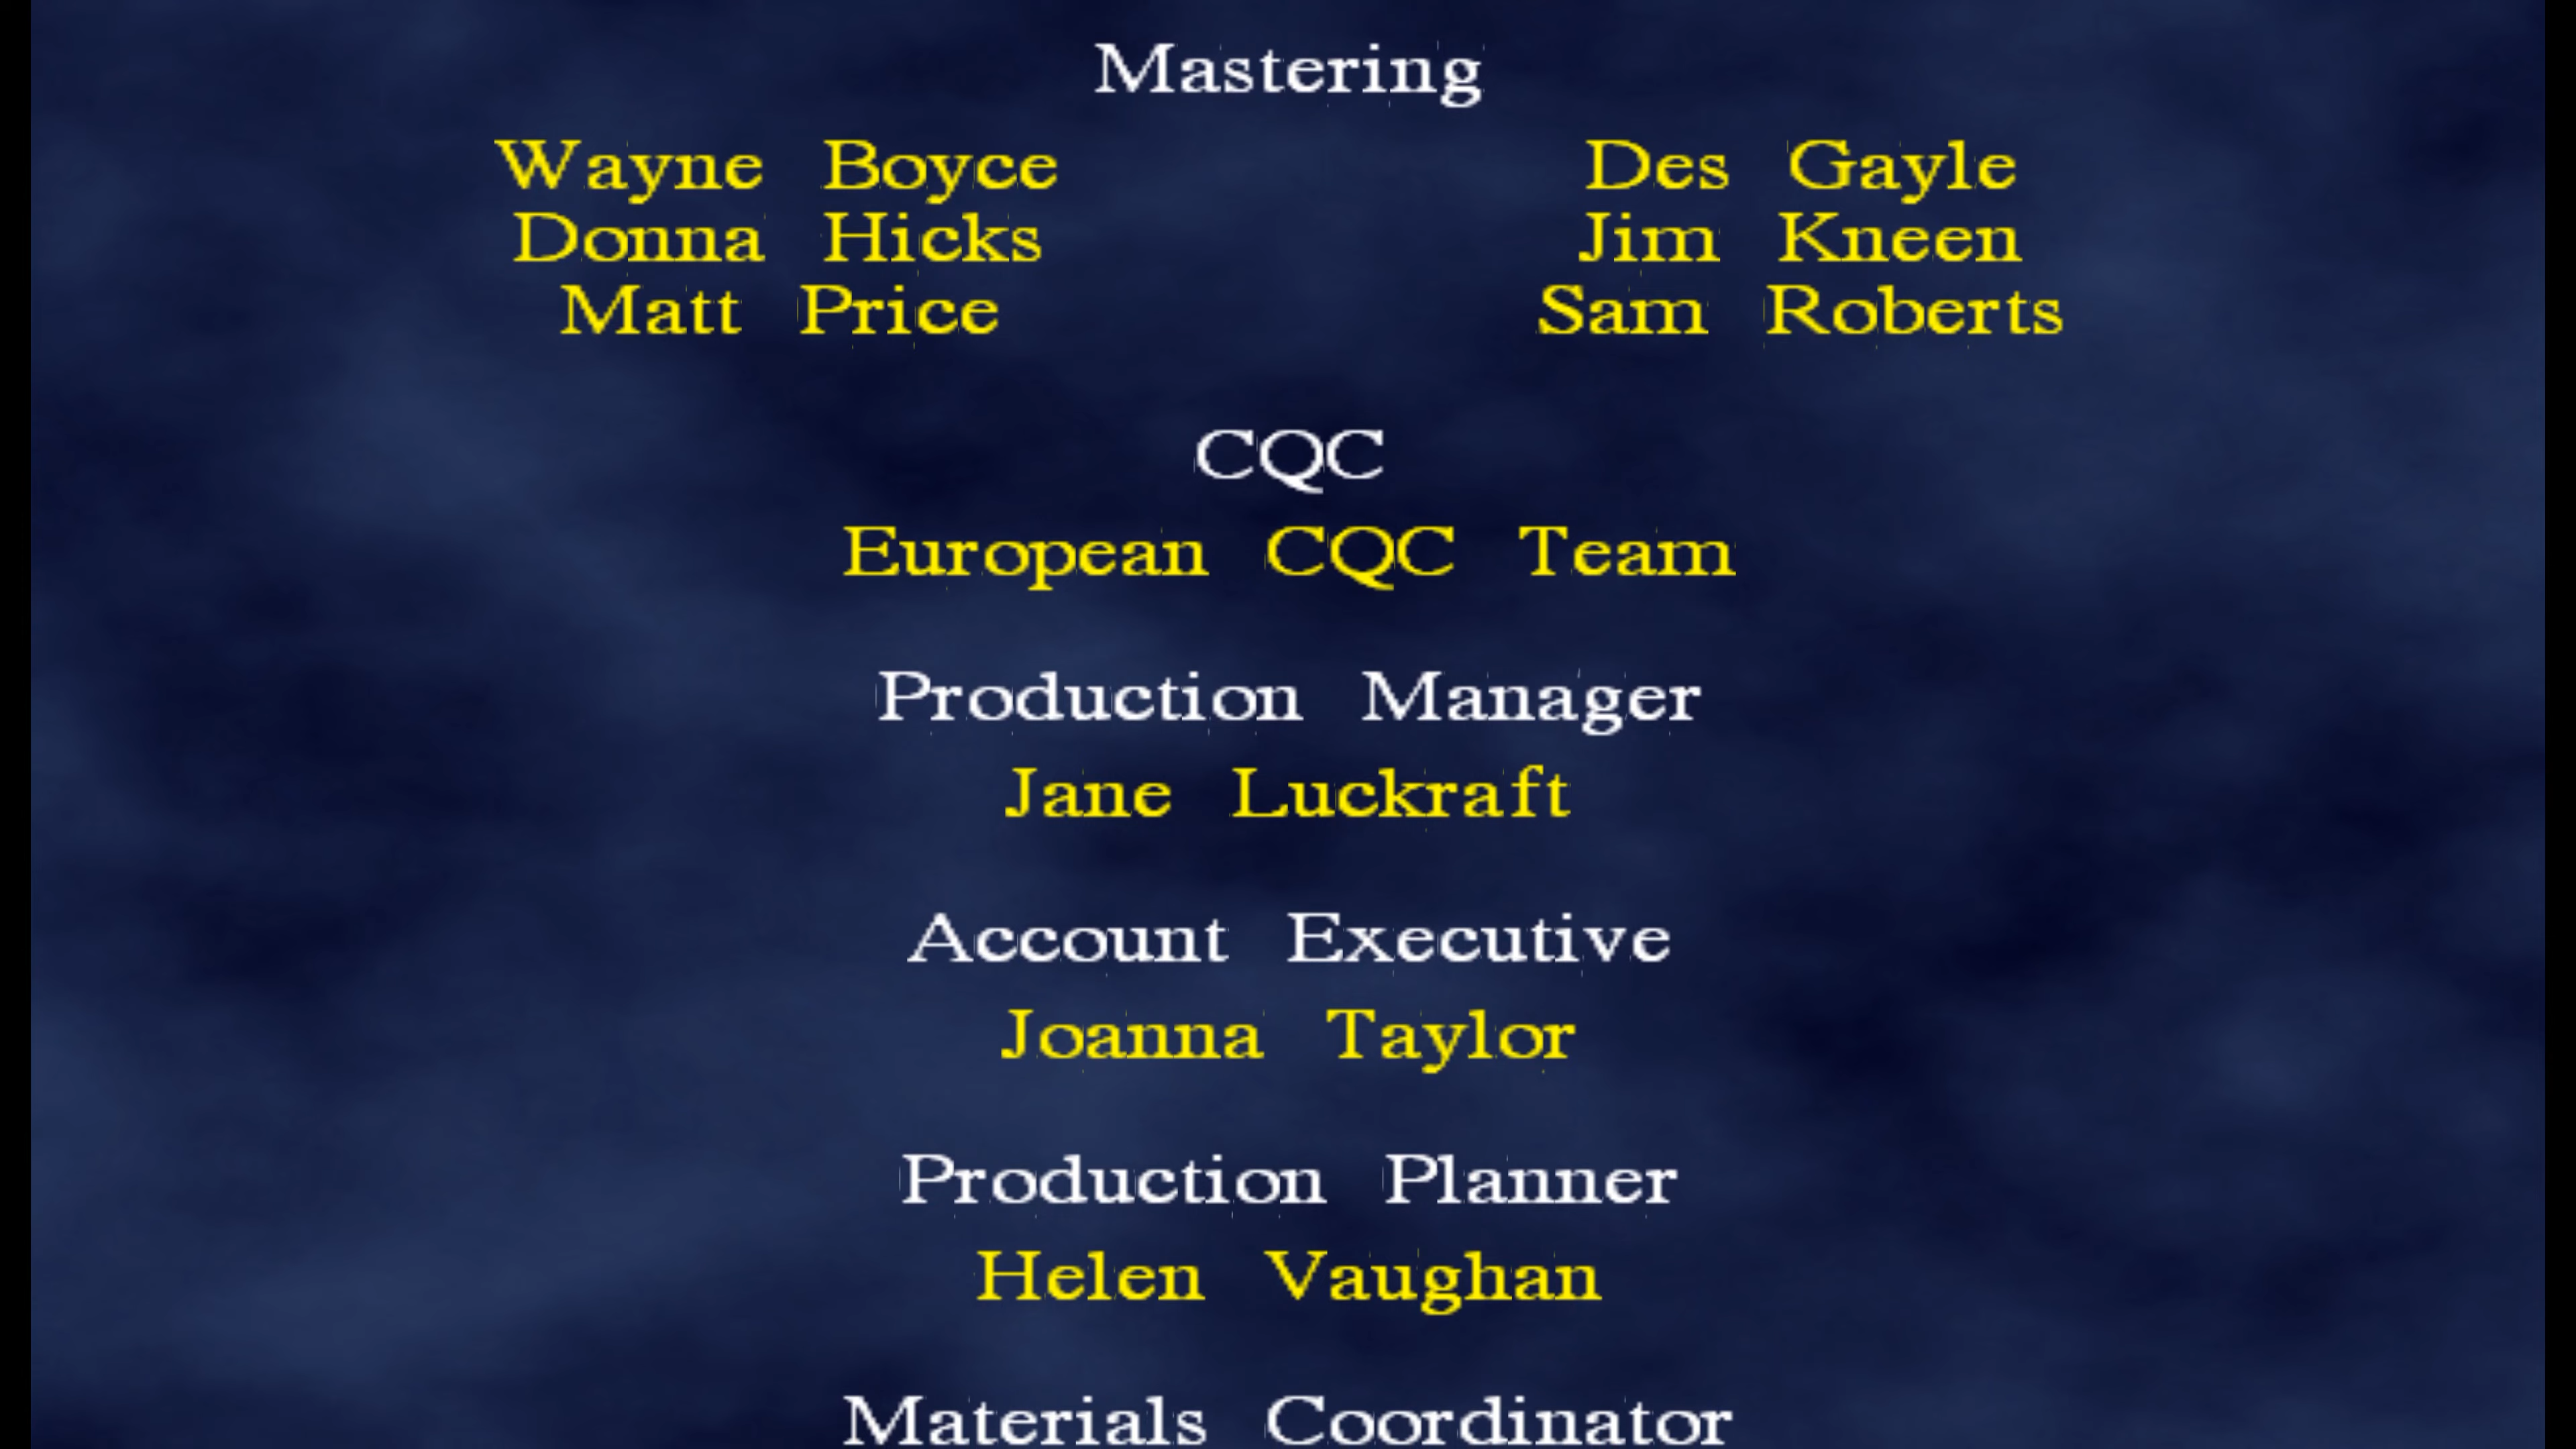 Mastering
Wayne Boyce Des Gayle
Donna Hicks Jim Kneen
Matt Price Sam Roberts
CQC
European CQC Team
Production Manager
Jane Luckraft
Account Executive
Joanna Taylor
Production Planner
Helen Vaughan
Materials Coordinator